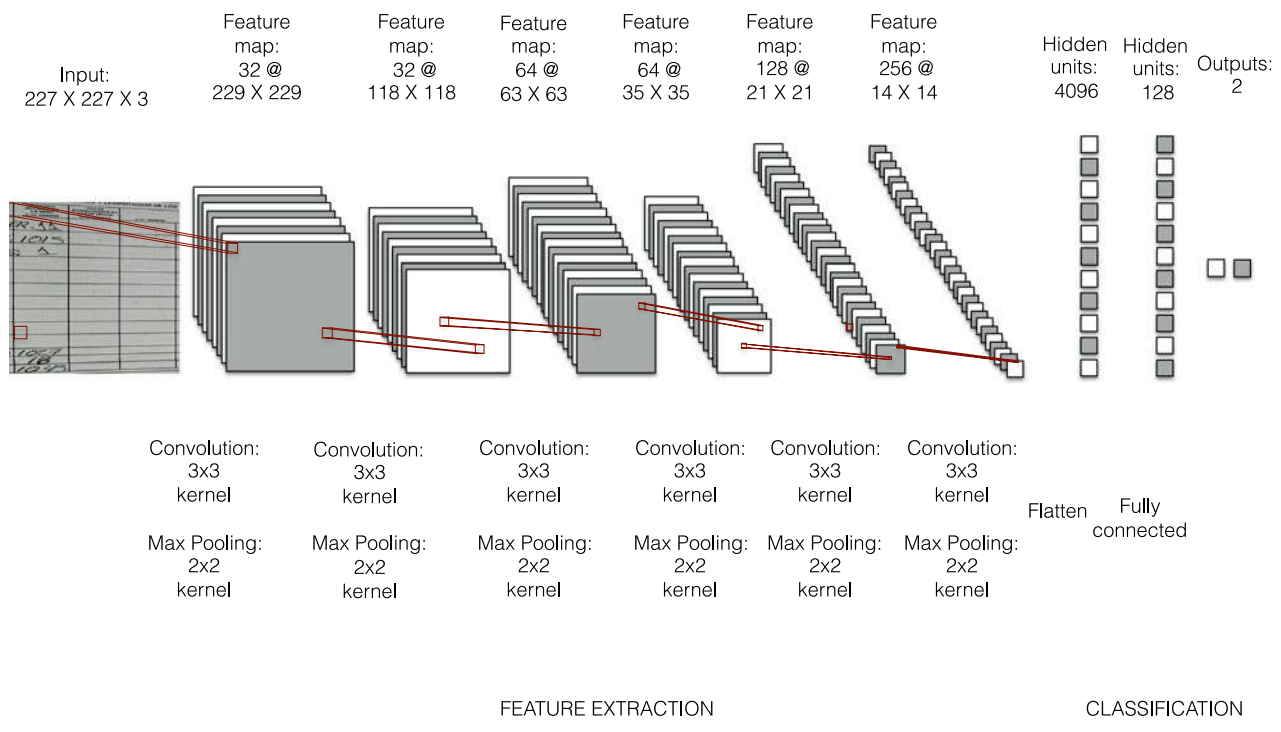 Input:
227 X 227 X 3
Feature
map:
32 @
229 X 229
Feature
map:
32 @
118 X 118
Feature
map:
64 @
63 X 63
Feature
map:
64 @
35 X 35
Feature
map:
128 @
21 X 21
Feature
map:
256 @
14 X 14
Hidden
units:
4096
Hidden
units:
128
Outputs:
2
1015
Convolution:
3x3
kernel
Max Pooling:
2x2
kernel
Convolution:
3x3
kernel
Max Pooling:
2x2
kernel
Convolution:
3x3
kernel
Max Pooling:
2x2
kernel
Convolution:
3x3
kernel
Max Pooling:
2x2
kernel
Convolution:
3x3
kernel
Max Pooling:
2x2
kernel
Convolution:
3x3
kernel
Max Pooling:
2x2
kernel
Flatten
Fully
connected
FEATURE EXTRACTION
CLASSIFICATION